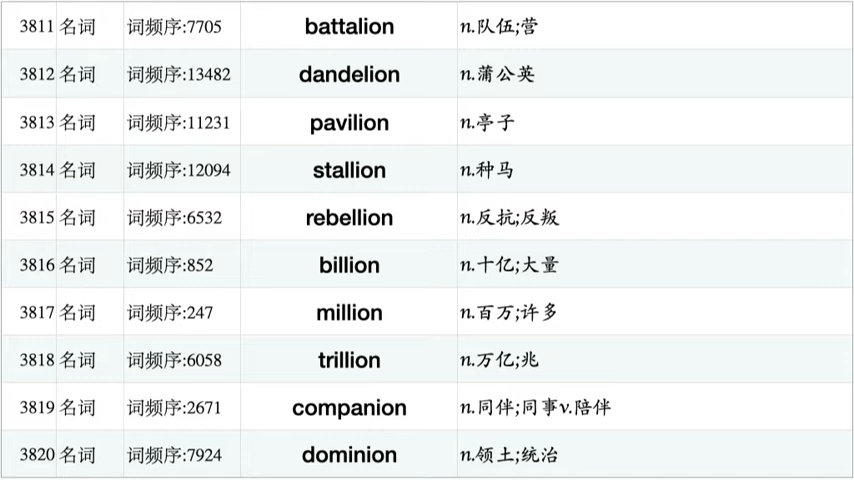 3811 名词 词频序:7705 battalion n.队伍;营
3812 名词 词频序:13482 dandelion n.蒲公英
3813 名词 词频序:11231 pavilion n.亭子
3814 名词 词频序:12094 stallion n.种马
3815 名词 词频序:6532 rebellion n.反抗;反叛
3816 名词 词频序:852 billion n.十亿;大量
3817 名词 词频序:247 million n.百万;许多
3818 名词 词频序:6058 trillion n.万亿;兆
3819 名词 词频序:2671 companion n.同伴;同事v.陪伴
3820 名词 词频序:7924 dominion n.领土;统治